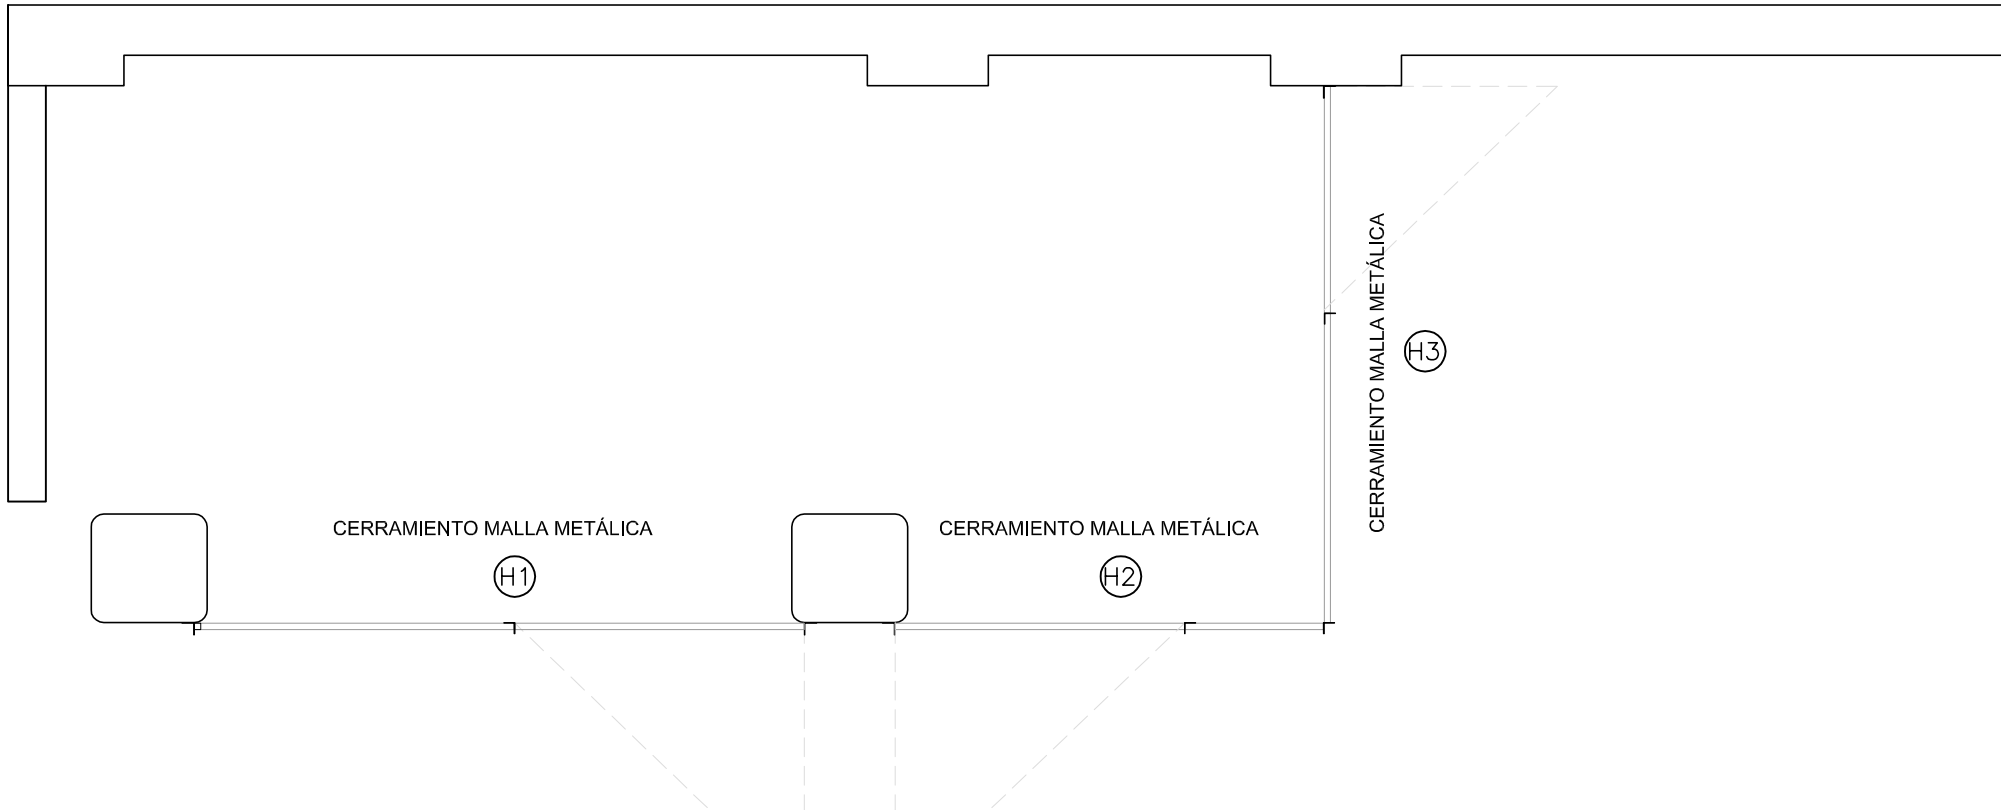 CERRAMIENTO MALLA METÁLICA
H1
CERRAMIENTO MALLA METÁLICA
H2
CERRAMIENTO MALLA METÁLICA
H3